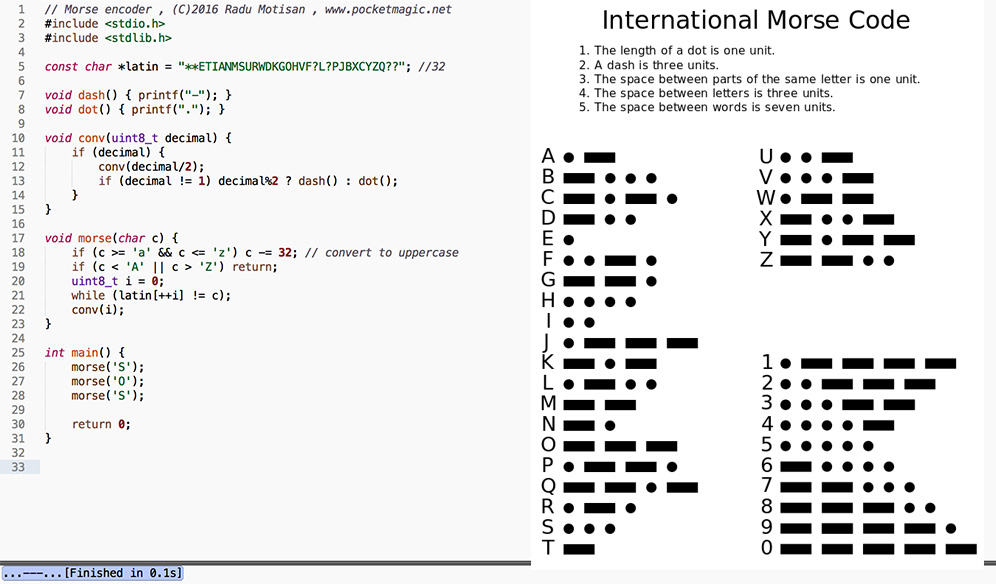 1 // Morse encoder , (C)2016 Radu Motisan , www.pocketmagic.net
2 #include <stdio.h>
3 #include <stdlib.h>
4
5 const char *latin = "**ETIANMSURWDKGOHVF?L?PJBXCYZQ??"; //32
6
7 void dash() { printf("-"); }
8 void dot() { printf("."); }
9
10 void conv(uint8_t decimal) {
11 if (decimal) {
12 conv(decimal/2);
13 if (decimal != 1) decimal%2 ? dash() : dot();
14 }
15 }
16
17 void morse(char c) {
18 if (c >= 'a' && c <= 'z') c -= 32; // convert to uppercase
19 if (c < 'A' || c > 'Z') return;
20 uint8_t i = 0;
21 while (latin[++i] != c);
22 conv(i);
23 }
24
25 int main() {
26 morse('S');
27 morse('O');
28 morse('S');
29
30 return 0;
31 }
32
33
...---...[Finished in 0.1s]
International Morse Code
1. The length of a dot is one unit.
2. A dash is three units.
3. The space between parts of the same letter is one unit.
4. The space between letters is three units.
5. The space between words is seven units.
A
B
C
D
E
F
G
H
I
J
K
L
M
N
O
P
Q
R
S
T
U
V
W
X
Y
Z
1
2
3
4
5
6
7
8
9
0